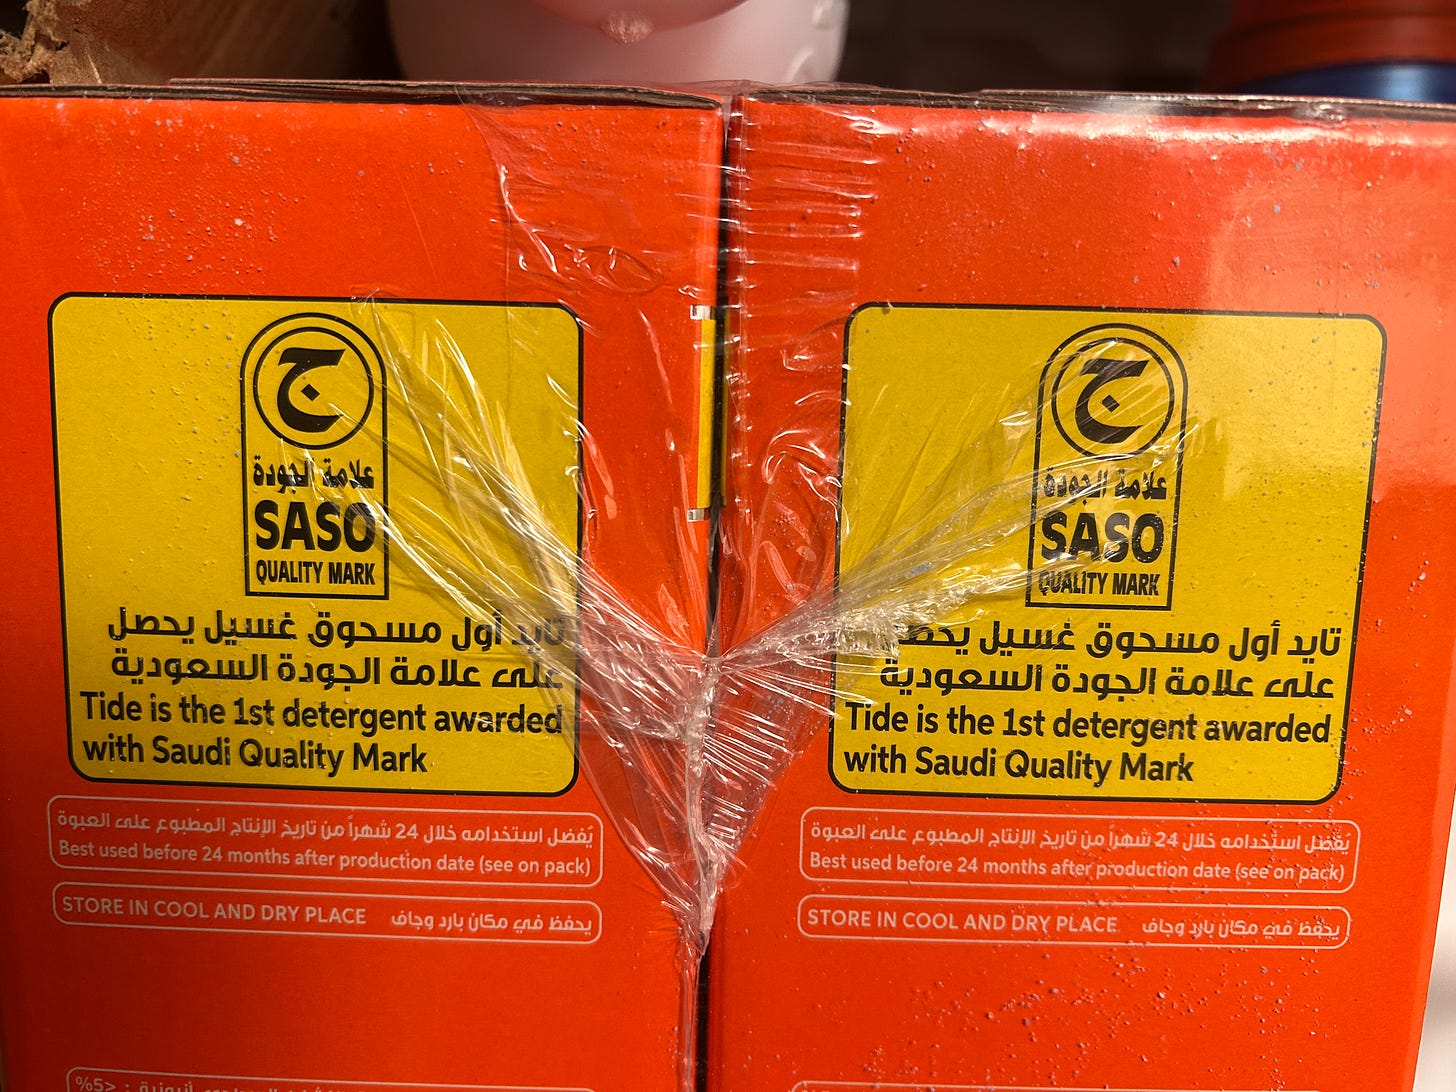 ج
علامة الجودة
SASO
QUALITY MARK
تايد أول مسحوق غسيل يحصل
على علامة الجودة السعودية
Tide is the 1st detergent awarded
with Saudi Quality Mark
يُفضل استخدامه خلال 24 شهراً من تاريخ الإنتاج المطبوع على العبوة
Best used before 24 months after production date (see on pack)
STORE IN COOL AND DRY PLACE يحفظ في مكان بارد وجاف
%5>
ج
علامة الجودة
SASO
QUALITY MARK
تايد أول مسحوق غسيل يحصل
على علامة الجودة السعودية
Tide is the 1st detergent awarded
with Saudi Quality Mark
يُفضل استخدامه خلال 24 شهراً من تاريخ الإنتاج المطبوع على العبوة
Best used before 24 months after production date (see on pack)
STORE IN COOL AND DRY PLACE يحفظ في مكان بارد وجاف